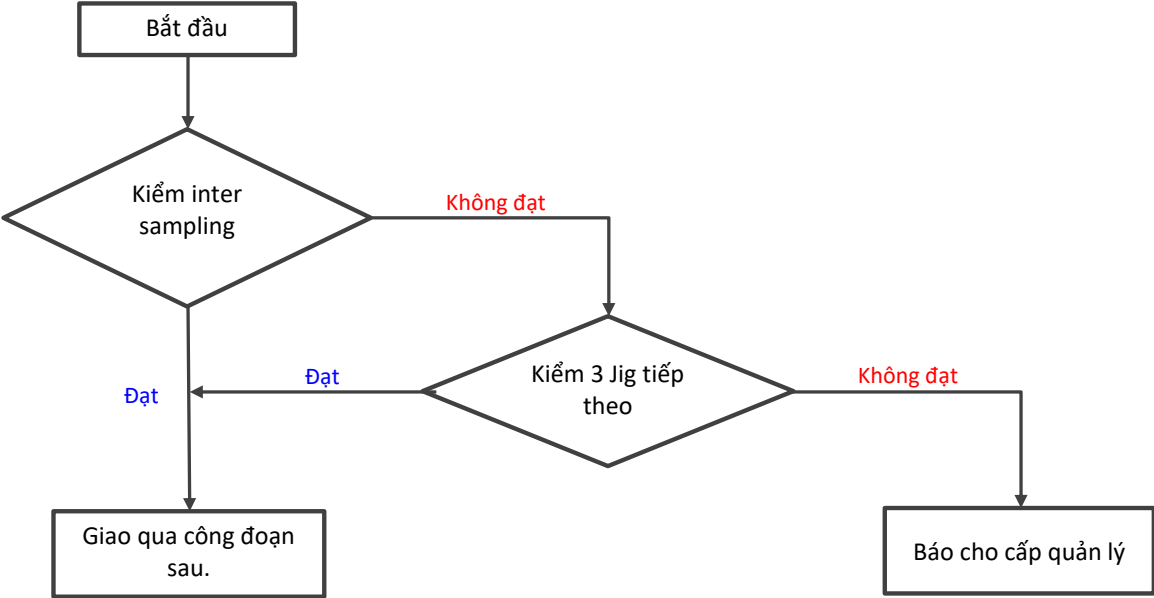 Bắt đầu
Kiểm inter
sampling
Không đạt
Kiểm 3 Jig tiếp
theo
Đạt
Không đạt
Đạt
Giao qua công đoạn
sau.
Báo cho cấp quản lý